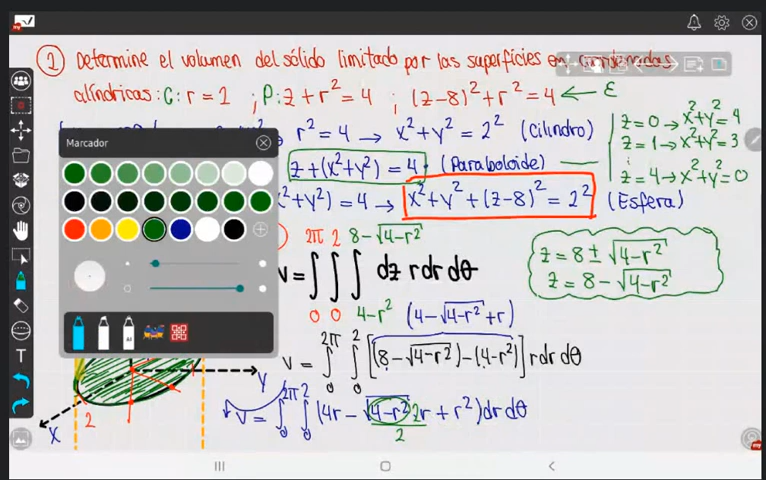 ② Determine el volumen del sólido limitado por las superficies en coordenadas
cilíndricas: C: r = 2 ; P: z + r² = 4 ; (z-8)² + r² = 4 ← E
r² = 4 → x² + y² = 2² (Cilindro)
z + (x² + y²) = 4 (Paraboloide)
x² + y²) = 4 → x² + y² + (z-8)² = 2² (Esfera)
z = 0 → x² + y² = 4
z = 1 → x² + y² = 3
⋮
z = 4 → x² + y² = 0
Marcador
2π 2 8 - √(4-r²)
V = ∫ ∫ ∫ dz r dr dθ
0 0 4 - r² (4 - √(4-r²) + r)
z = 8 ± √(4-r²)
z = 8 - √(4-r²)
2π 2
V = ∫ ∫ [(8 - √(4-r²)) - (4-r²)] r dr dθ
0 0
2π 2
V = ∫ ∫ (4r - √(4-r²) 2r + r²) dr dθ
0 0 2
Y
X
2
T